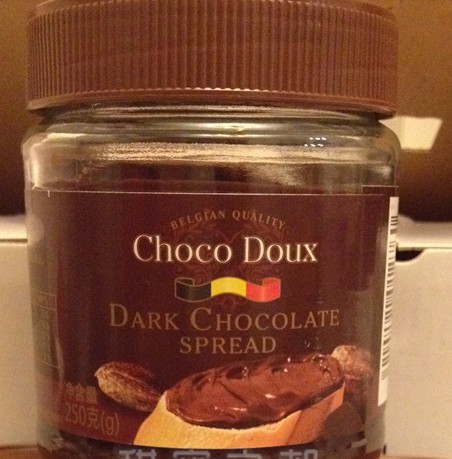 BELGIAN QUALITY
Choco Doux
DARK CHOCOLATE
SPREAD
净含量
250克(g)